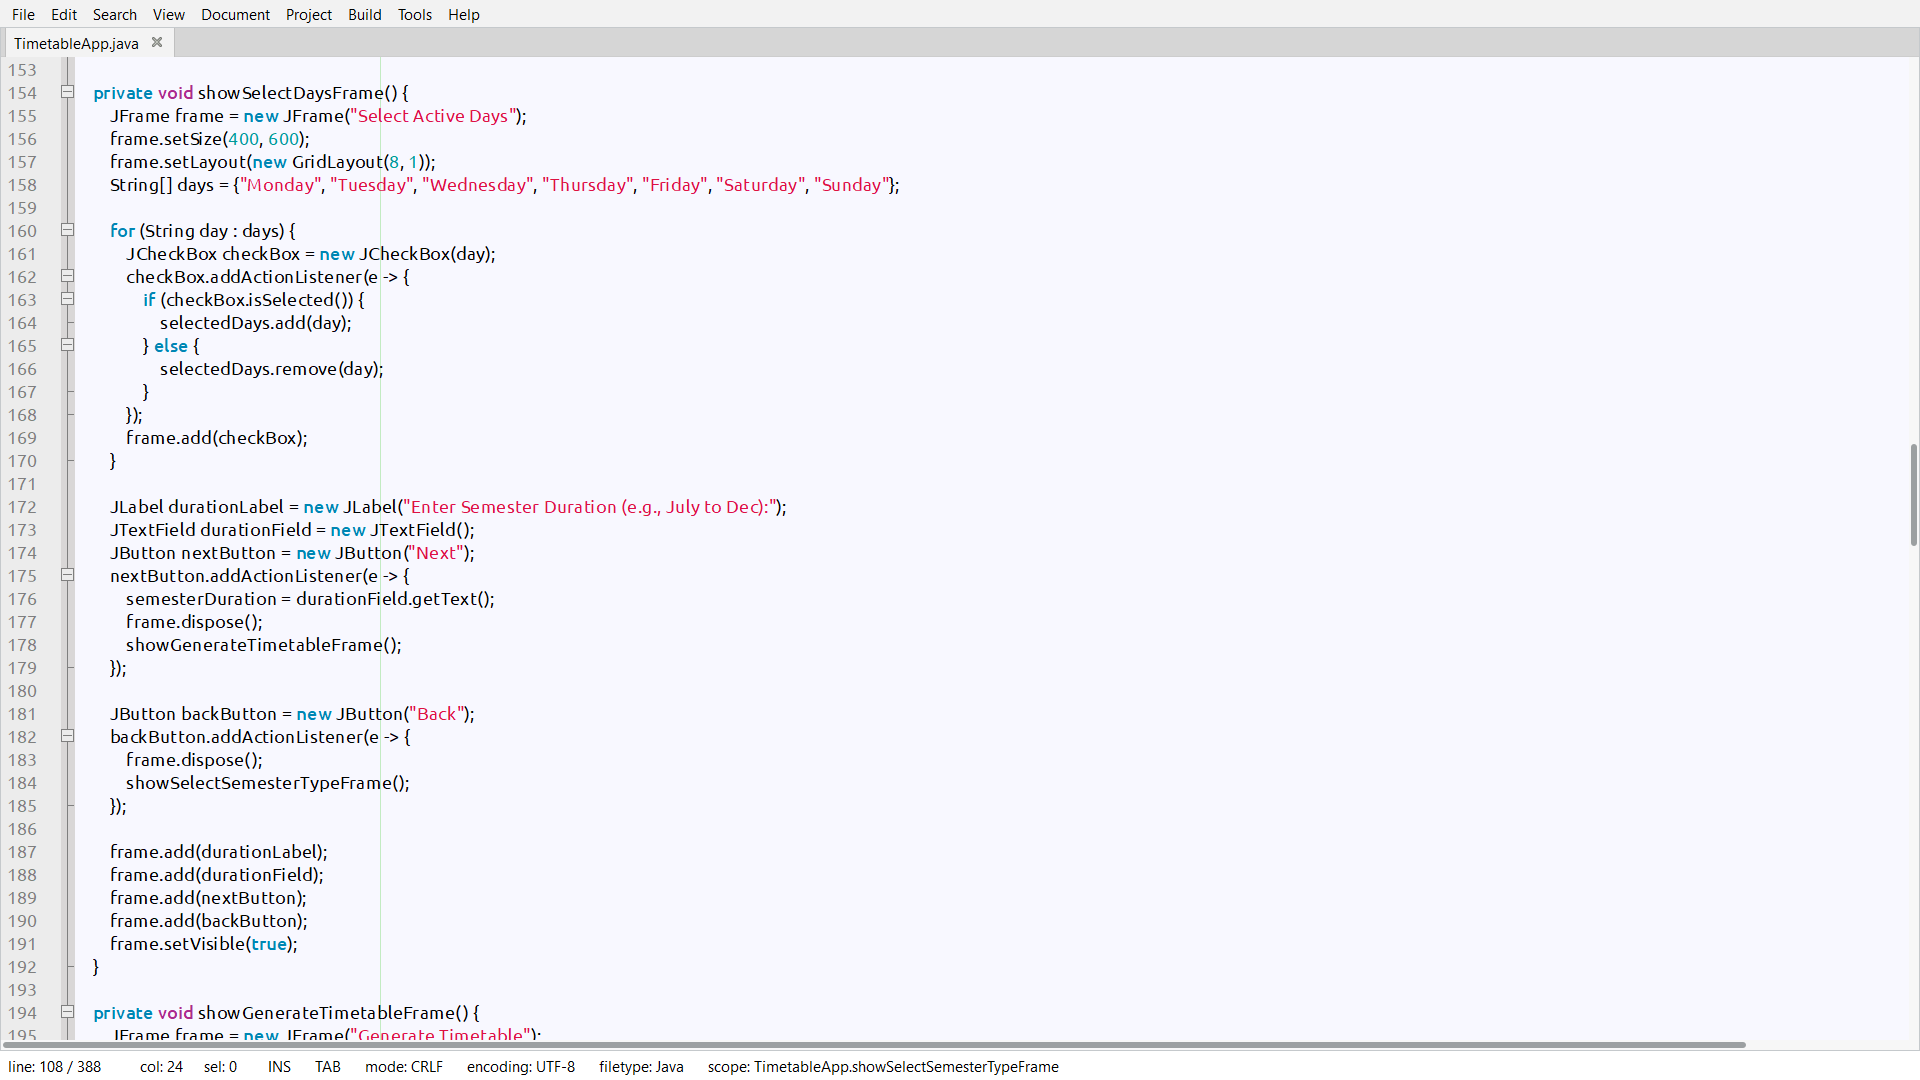 File Edit Search View Document Project Build Tools Help
TimetableApp.java
153
154 private void showSelectDaysFrame() {
155 JFrame frame = new JFrame("Select Active Days");
156 frame.setSize(400, 600);
157 frame.setLayout(new GridLayout(8, 1));
158 String[] days = {"Monday", "Tuesday", "Wednesday", "Thursday", "Friday", "Saturday", "Sunday"};
159
160 for (String day : days) {
161 JCheckBox checkBox = new JCheckBox(day);
162 checkBox.addActionListener(e -> {
163 if (checkBox.isSelected()) {
164 selectedDays.add(day);
165 } else {
166 selectedDays.remove(day);
167 }
168 });
169 frame.add(checkBox);
170 }
171
172 JLabel durationLabel = new JLabel("Enter Semester Duration (e.g., July to Dec):");
173 JTextField durationField = new JTextField();
174 JButton nextButton = new JButton("Next");
175 nextButton.addActionListener(e -> {
176 semesterDuration = durationField.getText();
177 frame.dispose();
178 showGenerateTimetableFrame();
179 });
180
181 JButton backButton = new JButton("Back");
182 backButton.addActionListener(e -> {
183 frame.dispose();
184 showSelectSemesterTypeFrame();
185 });
186
187 frame.add(durationLabel);
188 frame.add(durationField);
189 frame.add(nextButton);
190 frame.add(backButton);
191 frame.setVisible(true);
192 }
193
194 private void showGenerateTimetableFrame() {
195 JFrame frame = new JFrame("Generate Timetable");
line: 108 / 388 col: 24 sel: 0 INS TAB mode: CRLF encoding: UTF-8 filetype: Java scope: TimetableApp.showSelectSemesterTypeFrame